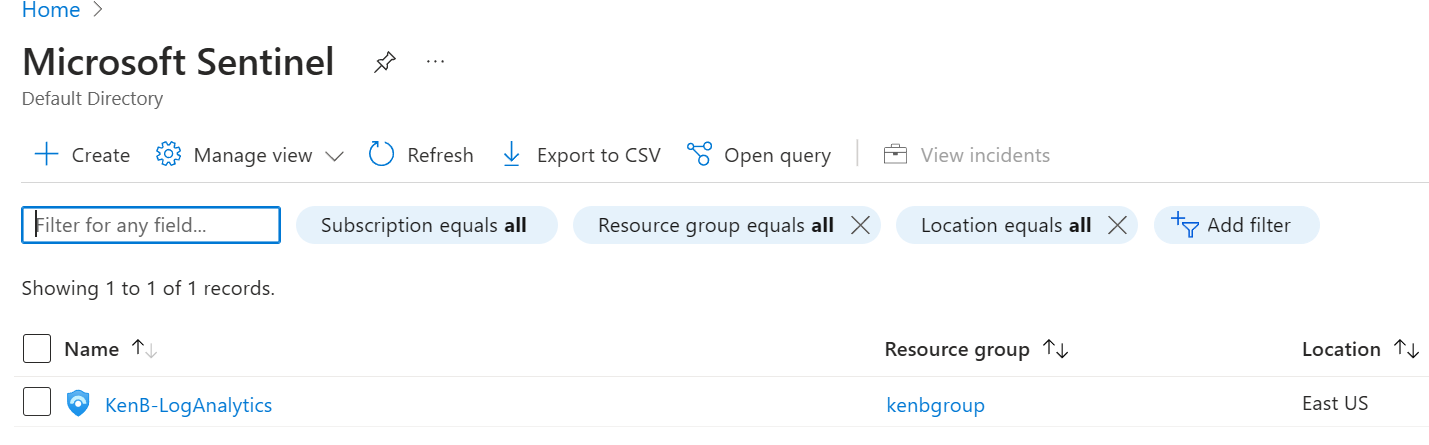 Home
Microsoft Sentinel
Default Directory
Create Manage view Refresh Export to CSV Open query View incidents
Filter for any field... Subscription equals all Resource group equals all Location equals all Add filter
Showing 1 to 1 of 1 records.
Name Resource group Location
KenB-LogAnalytics kenbgroup East US